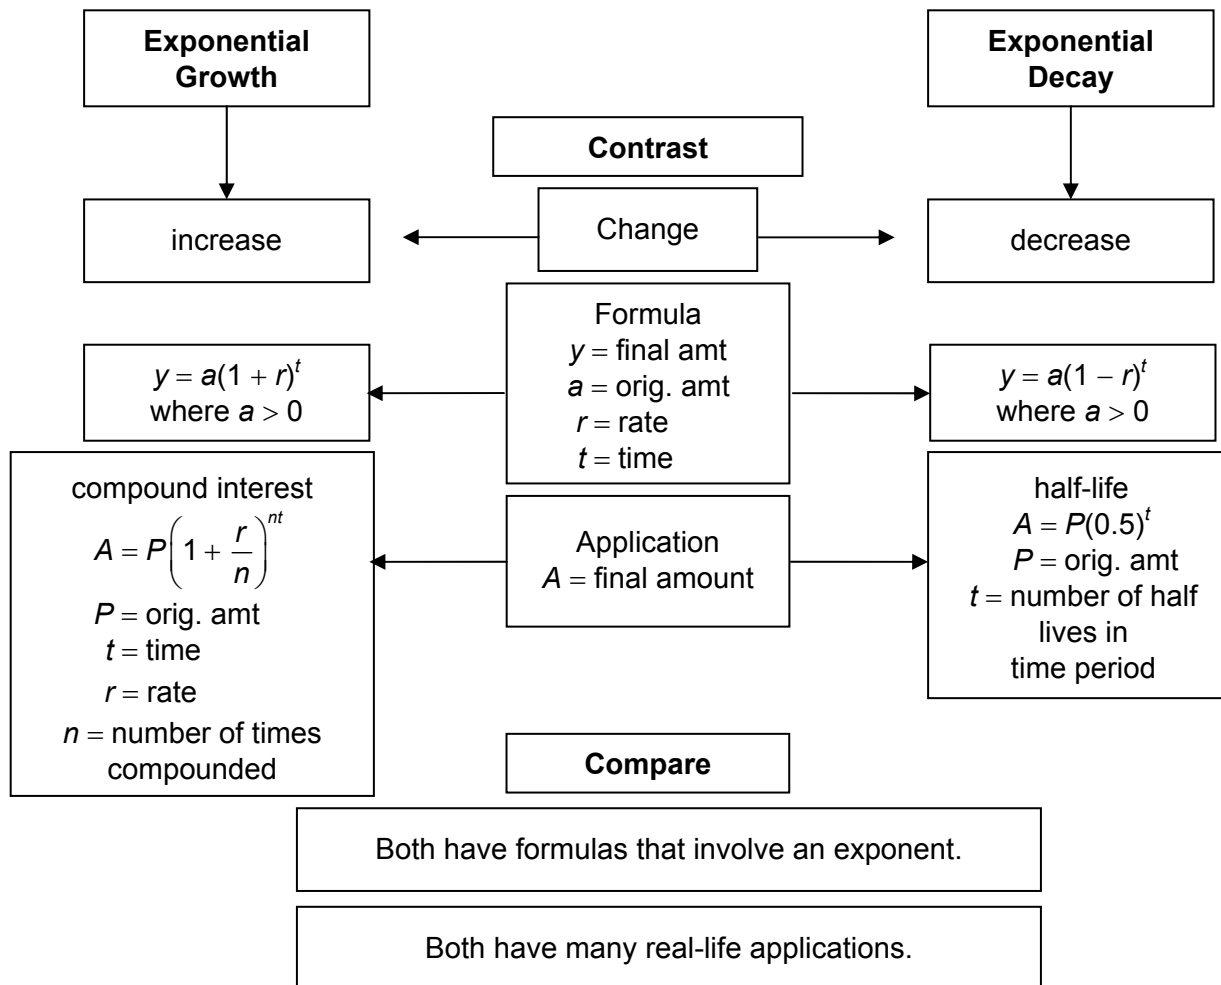 Exponential
Growth
Exponential
Decay
Contrast
increase
Change
decrease
Formula
y = final amt
a = orig. amt
r = rate
t = time
y = a(1 + r)^t
where a > 0
y = a(1 − r)^t
where a > 0
compound interest
A = P(1 + r/n)^{nt}
P = orig. amt
t = time
r = rate
n = number of times
compounded
Application
A = final amount
half-life
A = P(0.5)^t
P = orig. amt
t = number of half
lives in
time period
Compare
Both have formulas that involve an exponent.
Both have many real-life applications.